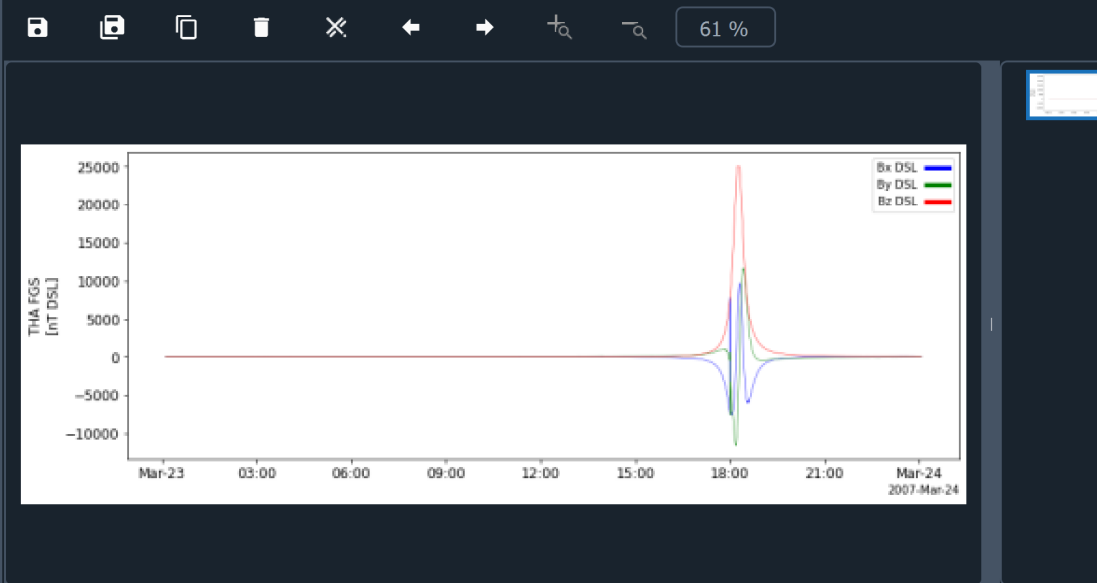 61 %
25000
20000
15000
10000
5000
0
−5000
−10000
THA FGS
[nT DSL]
Bx DSL
By DSL
Bz DSL
Mar-23 03:00 06:00 09:00 12:00 15:00 18:00 21:00 Mar-24
2007-Mar-24